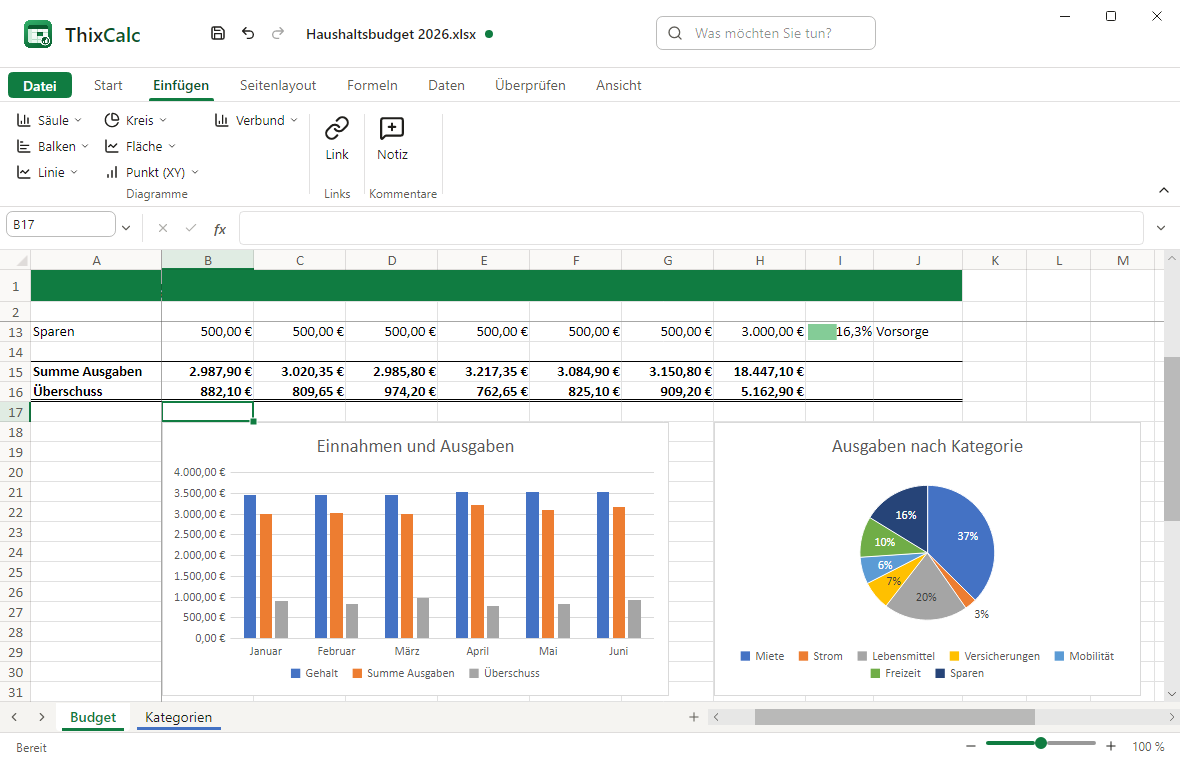 ThixCalc
Haushaltsbudget 2026.xlsx
Was möchten Sie tun?
Datei Start Einfügen Seitenlayout Formeln Daten Überprüfen Ansicht
Säule Kreis Verbund
Balken Fläche
Linie Punkt (XY)
Link Notiz
Diagramme Links Kommentare
B17 fx
A B C D E F G H I J K L M
1
2
13 Sparen 500,00 € 500,00 € 500,00 € 500,00 € 500,00 € 500,00 € 3.000,00 € 16,3% Vorsorge
14
15 Summe Ausgaben 2.987,90 € 3.020,35 € 2.985,80 € 3.217,35 € 3.084,90 € 3.150,80 € 18.447,10 €
16 Überschuss 882,10 € 809,65 € 974,20 € 762,65 € 825,10 € 909,20 € 5.162,90 €
17
18
19
20
21
22
23
24
25
26
27
28
29
30
31
Einnahmen und Ausgaben
4.000,00 €
3.500,00 €
3.000,00 €
2.500,00 €
2.000,00 €
1.500,00 €
1.000,00 €
500,00 €
0,00 €
Januar Februar März April Mai Juni
Gehalt Summe Ausgaben Überschuss
Ausgaben nach Kategorie
16%
37%
10%
6%
7%
20%
3%
Miete Strom Lebensmittel Versicherungen Mobilität
Freizeit Sparen
Budget Kategorien
Bereit 100 %